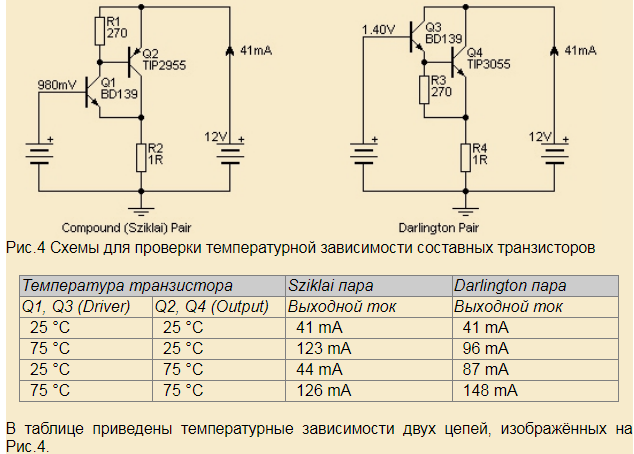 R1
270
Q2
TIP2955
41mA
980mV
Q1
BD139
R2
1R
12V
+
+
Compound (Sziklai) Pair
1.40V
Q3
BD139
Q4
TIP3055
41mA
R3
270
R4
1R
12V
+
+
Darlington Pair
Рис.4 Схемы для проверки температурной зависимости составных транзисторов
Температура транзистора Sziklai пара Darlington пара
Q1, Q3 (Driver) Q2, Q4 (Output) Выходной ток Выходной ток
25 °C 25 °C 41 mA 41 mA
75 °C 25 °C 123 mA 96 mA
25 °C 75 °C 44 mA 87 mA
75 °C 75 °C 126 mA 148 mA
В таблице приведены температурные зависимости двух цепей, изображённых на
Рис.4.